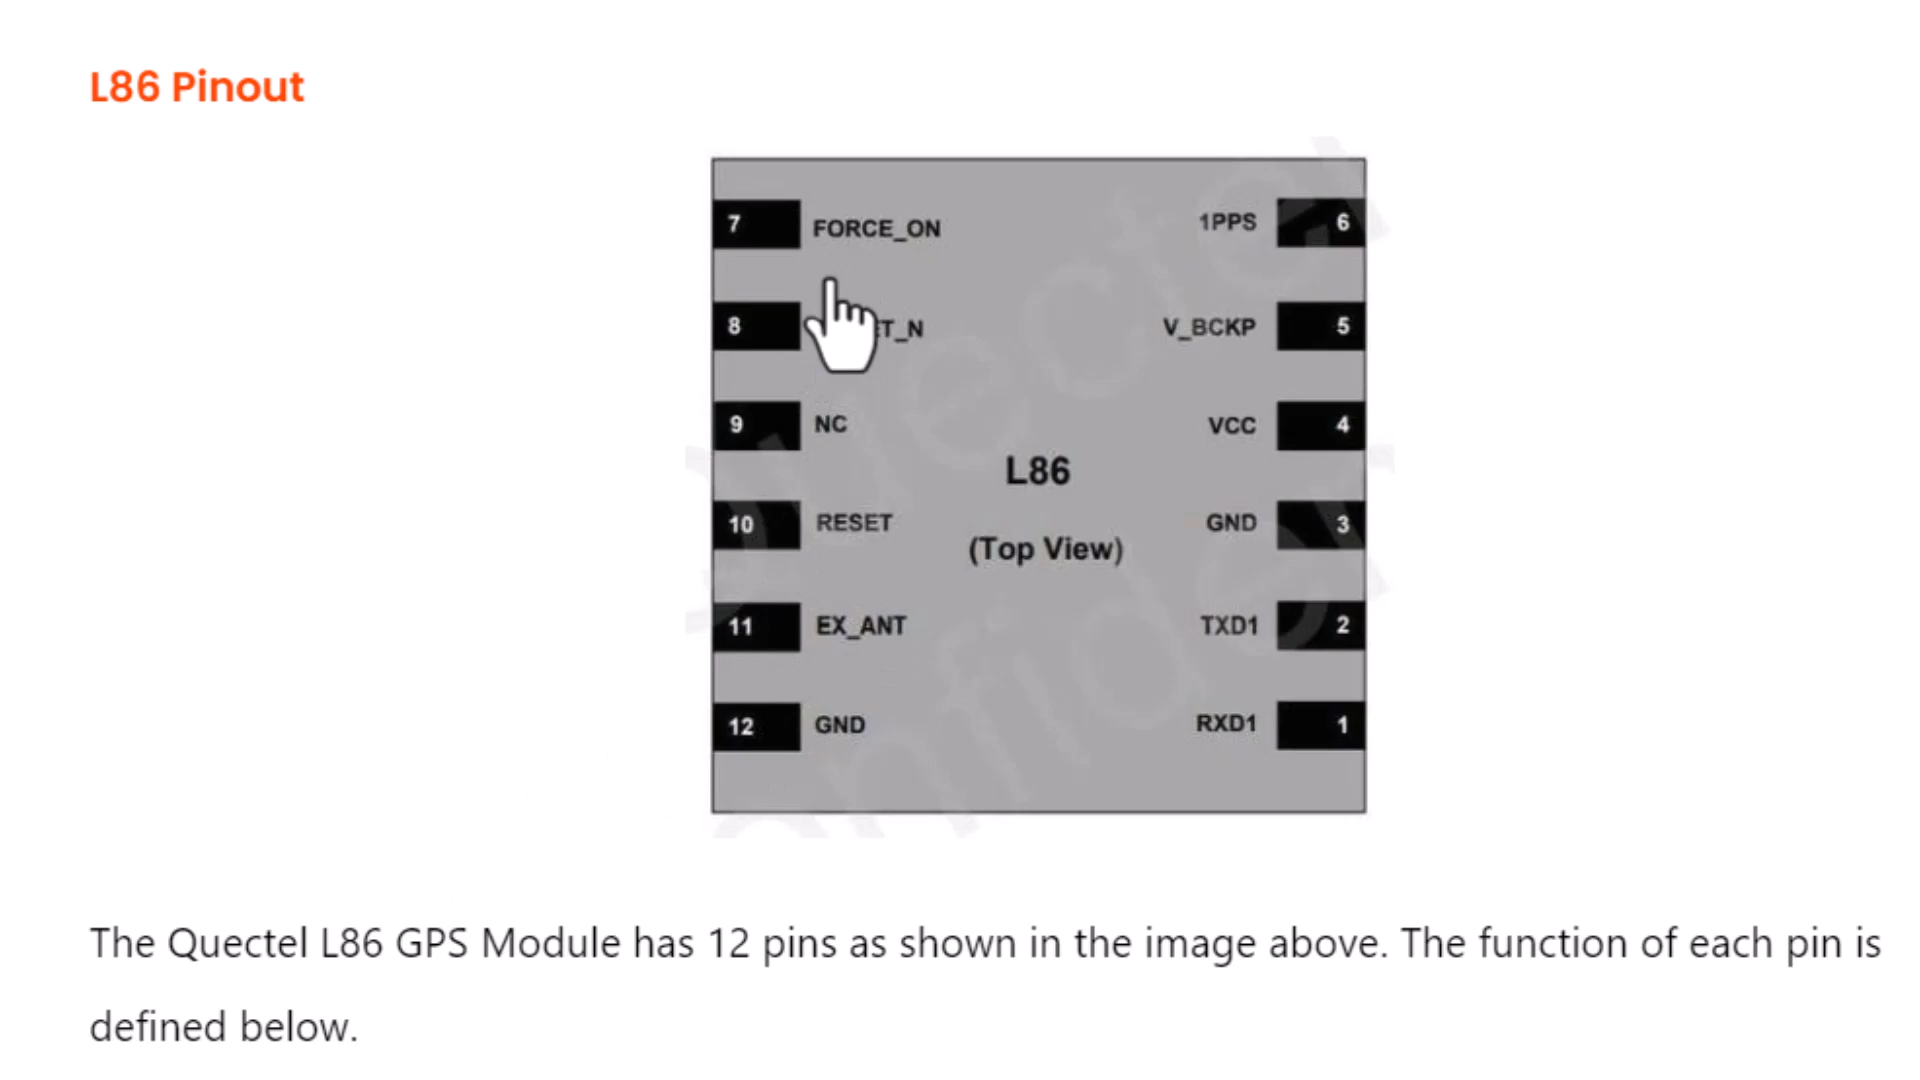 L86 Pinout
7 FORCE_ON 1PPS 6
8 V_BCKP 5
9 NC VCC 4
L86
10 RESET GND 3
(Top View)
11 EX_ANT TXD1 2
12 GND RXD1 1
The Quectel L86 GPS Module has 12 pins as shown in the image above. The function of each pin is
defined below.